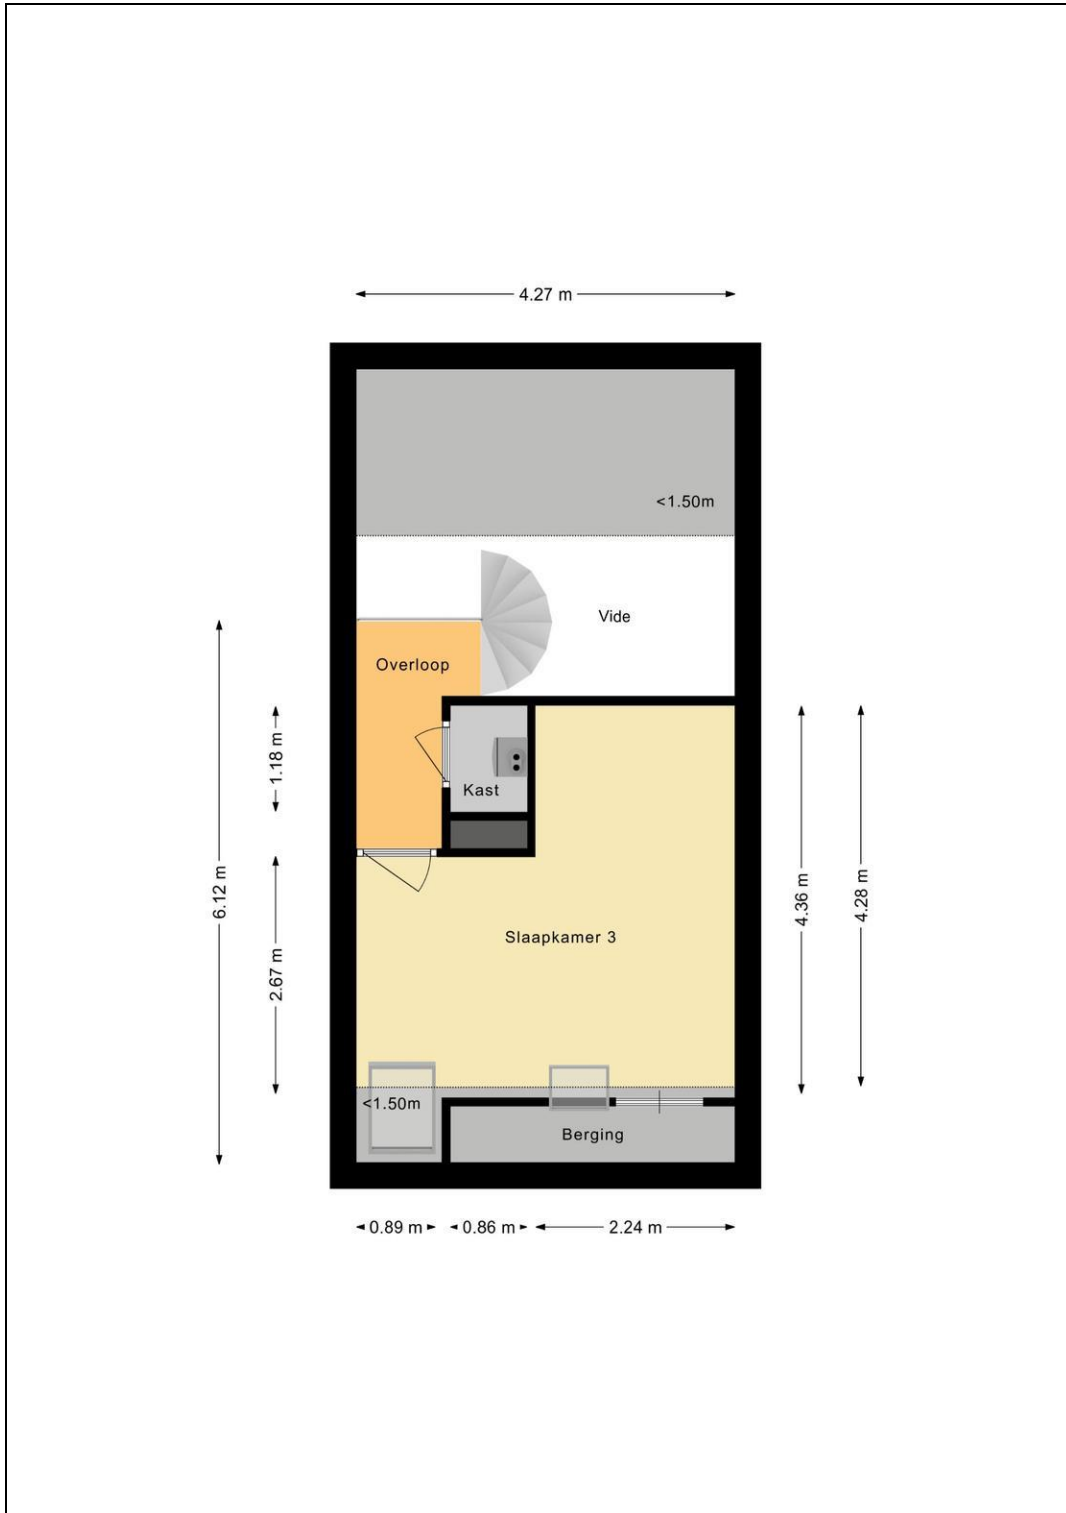 4.27 m
<1.50m
Vide
Overloop
1.18 m
Kast
6.12 m
4.36 m
4.28 m
Slaapkamer 3
2.67 m
<1.50m
Berging
0.89 m
0.86 m
2.24 m